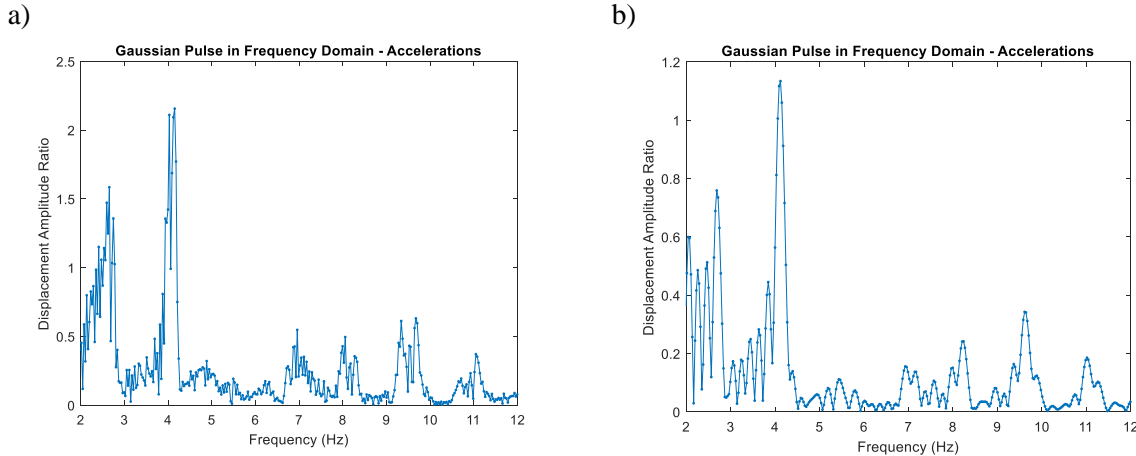 a)
Gaussian Pulse in Frequency Domain - Accelerations
2.5
2
1.5
1
0.5
0
Displacement Amplitude Ratio
2 3 4 5 6 7 8 9 10 11 12
Frequency (Hz)
b)
Gaussian Pulse in Frequency Domain - Accelerations
1.2
1
0.8
0.6
0.4
0.2
0
Displacement Amplitude Ratio
2 3 4 5 6 7 8 9 10 11 12
Frequency (Hz)